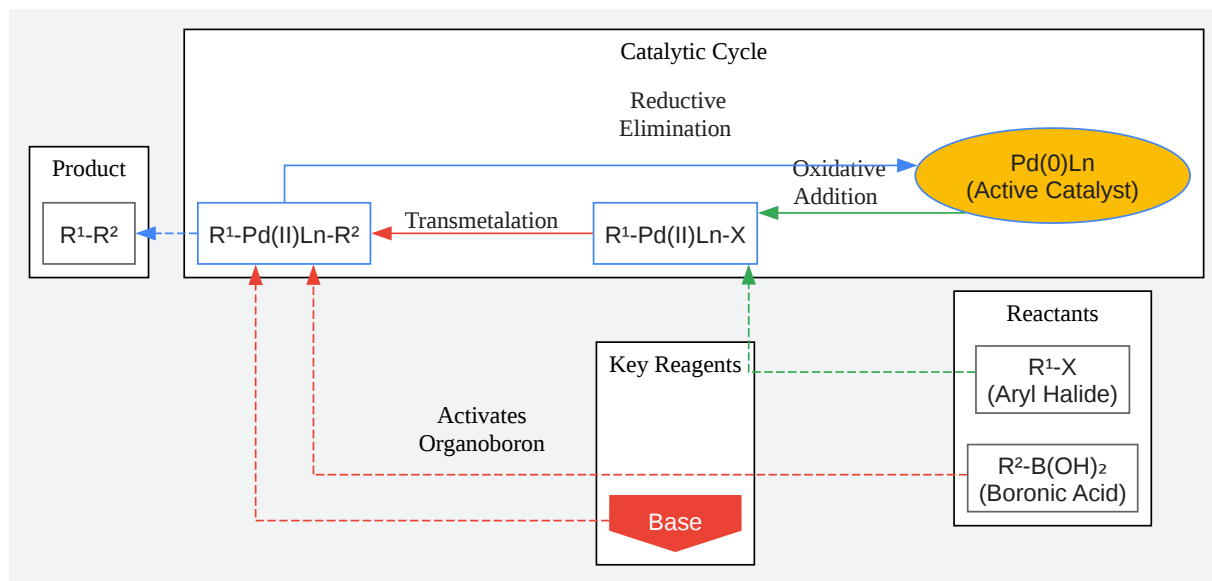 Catalytic Cycle
Reductive
Elimination
Product
Oxidative
Addition
Pd(0)Ln
(Active Catalyst)
R¹-R²
R¹-Pd(II)Ln-R²
Transmetalation
R¹-Pd(II)Ln-X
Reactants
Key Reagents
R¹-X
(Aryl Halide)
Activates
Organoboron
R²-B(OH)₂
(Boronic Acid)
Base